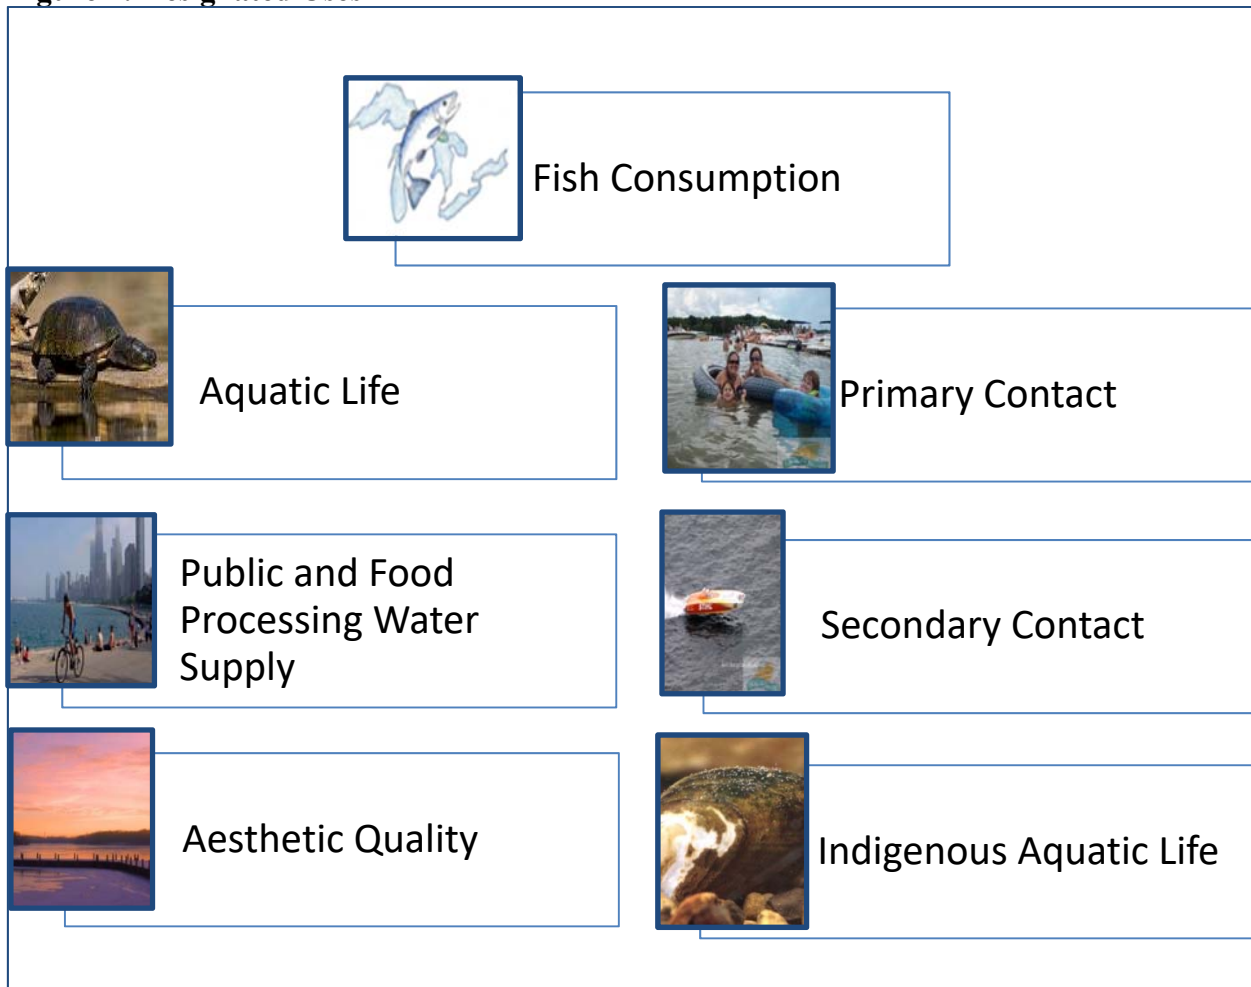 Fish Consumption
Aquatic Life
Primary Contact
Public and Food
Processing Water
Supply
Secondary Contact
Aesthetic Quality
Indigenous Aquatic Life